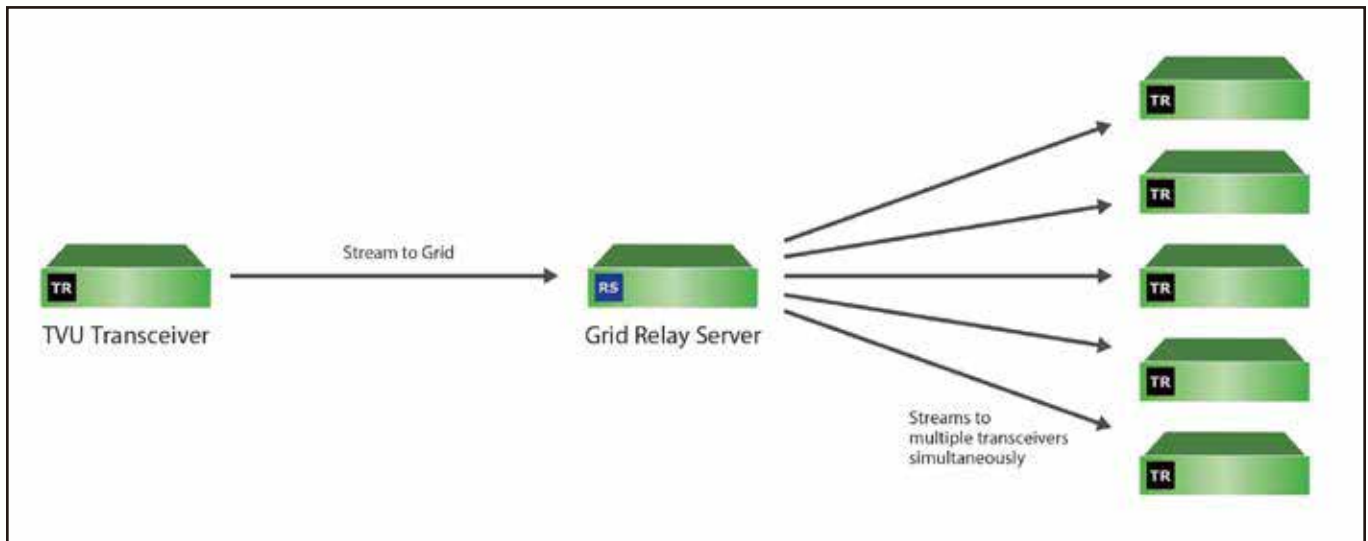 TR
TR
Stream to Grid
TR
TR
RS
TVU Transceiver
Grid Relay Server
TR
Streams to
multiple transceivers
simultaneously
TR